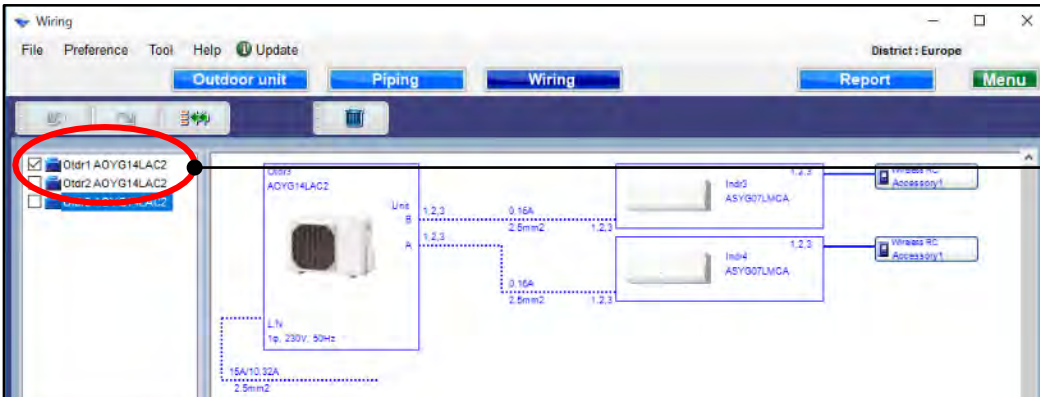 Wiring
File Preference Tool Help Update
District : Europe
Outdoor unit Piping Wiring Report Menu
Otdr1 AOYG14LAC2
Otdr2 AOYG14LAC2
Otdr3
AOYG14LAC2
Unit
B 1,2,3
A 1,2,3
0.16A
2.5mm2 1,2,3
0.16A
2.5mm2 1,2,3
Indr3
ASYG07LMCA
1,2,3
Wireless RC
Accessory1
Indr4
ASYG07LMCA
1,2,3
Wireless RC
Accessory1
L,N
1φ, 230V, 50Hz
15A/10.32A
2.5mm2